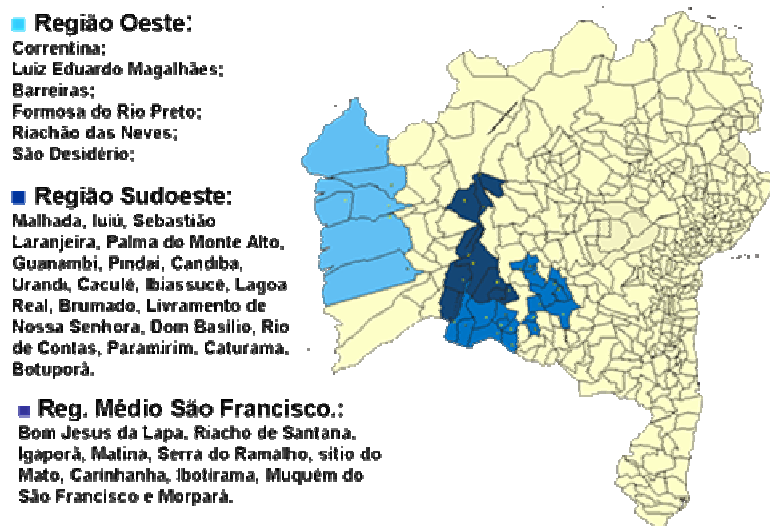 Região Oeste:
Correntina;
Luiz Eduardo Magalhães;
Barreiras;
Formosa do Rio Preto;
Riachão das Neves;
São Desidério;
Região Sudoeste:
Malhada, Iuiú, Sebastião
Laranjeira, Palma do Monte Alto,
Guanambi, Pindaí, Candiba,
Urandi, Caculé, Ibiassucê, Lagoa
Real, Brumado, Livramento de
Nossa Senhora, Dom Basílio, Rio
de Contas, Paramirim, Caturama,
Botuporã.
Reg. Médio São Francisco.:
Bom Jesus da Lapa, Riacho de Santana,
Igaporã, Matina, Serra do Ramalho, sítio do
Mato, Carinhanha, Ibotirama, Muquém do
São Francisco e Morpará.